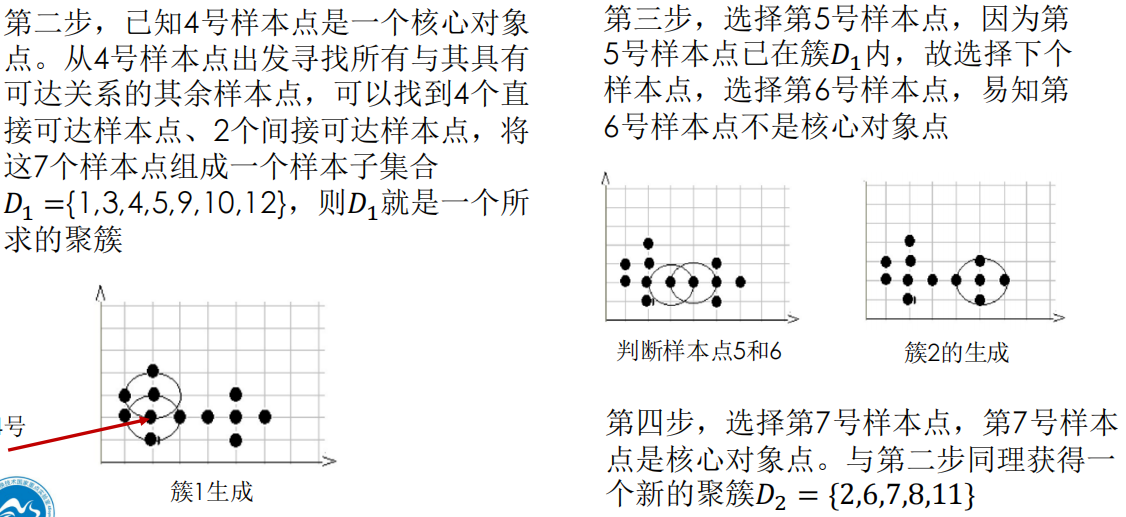 第二步，已知4号样本点是一个核心对象
点。从4号样本点出发寻找所有与其具有
可达关系的其余样本点，可以找到4个直
接可达样本点、2个间接可达样本点，将
这7个样本点组成一个样本子集合
D₁ ={1,3,4,5,9,10,12}，则D₁就是一个所
求的聚簇
号
簇1生成
第三步，选择第5号样本点，因为第
5号样本点已在簇D₁内，故选择下个
样本点，选择第6号样本点，易知第
6号样本点不是核心对象点
判断样本点5和6
簇2的生成
第四步，选择第7号样本点，第7号样本
点是核心对象点。与第二步同理获得一
个新的聚簇D₂ = {2,6,7,8,11}